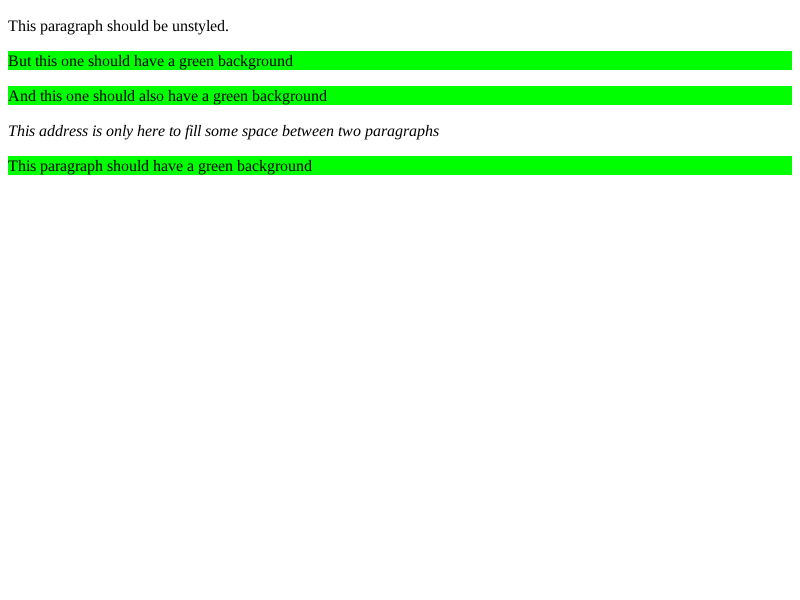 This paragraph should be unstyled.
But this one should have a green background
And this one should also have a green background
This address is only here to fill some space between two paragraphs
This paragraph should have a green background